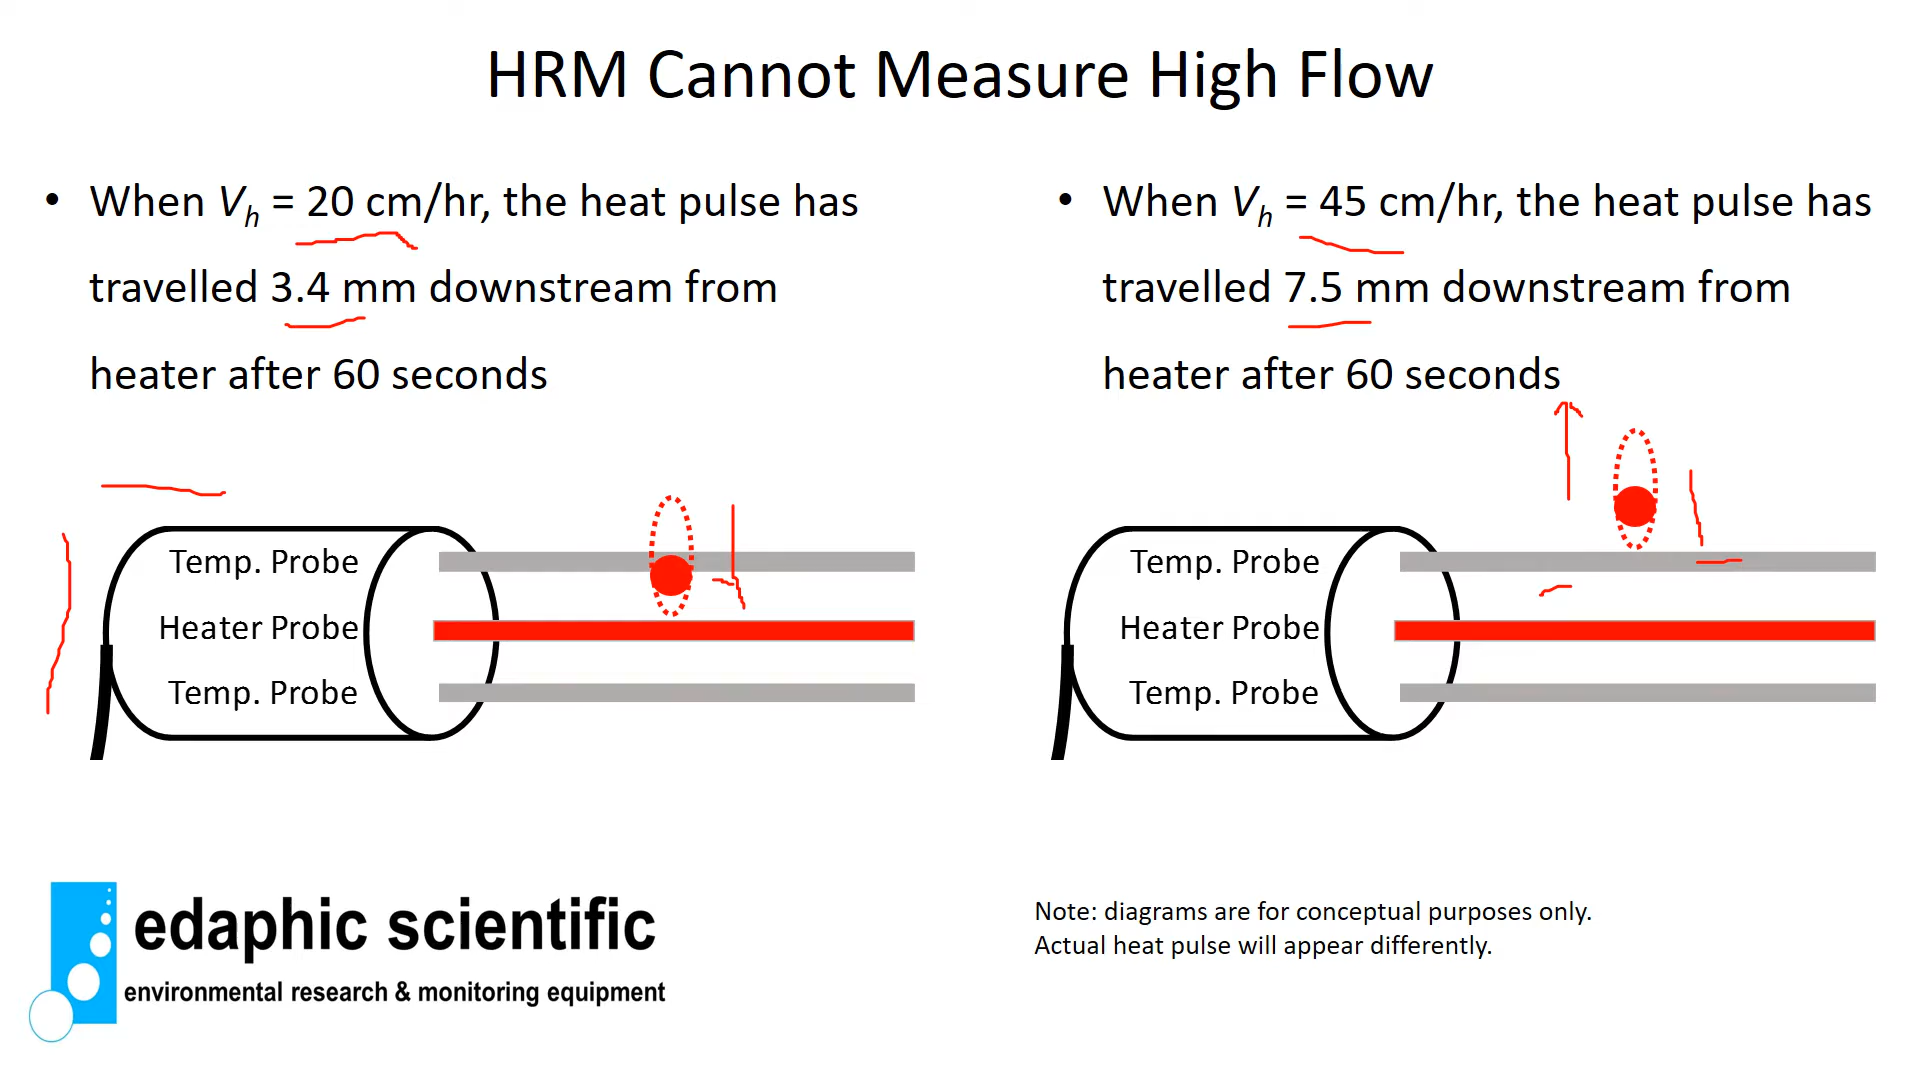 HRM Cannot Measure High Flow
• When Vh = 20 cm/hr, the heat pulse has
travelled 3.4 mm downstream from
heater after 60 seconds
• When Vh = 45 cm/hr, the heat pulse has
travelled 7.5 mm downstream from
heater after 60 seconds
Temp. Probe
Heater Probe
Temp. Probe
Temp. Probe
Heater Probe
Temp. Probe
edaphic scientific
environmental research & monitoring equipment
Note: diagrams are for conceptual purposes only.
Actual heat pulse will appear differently.